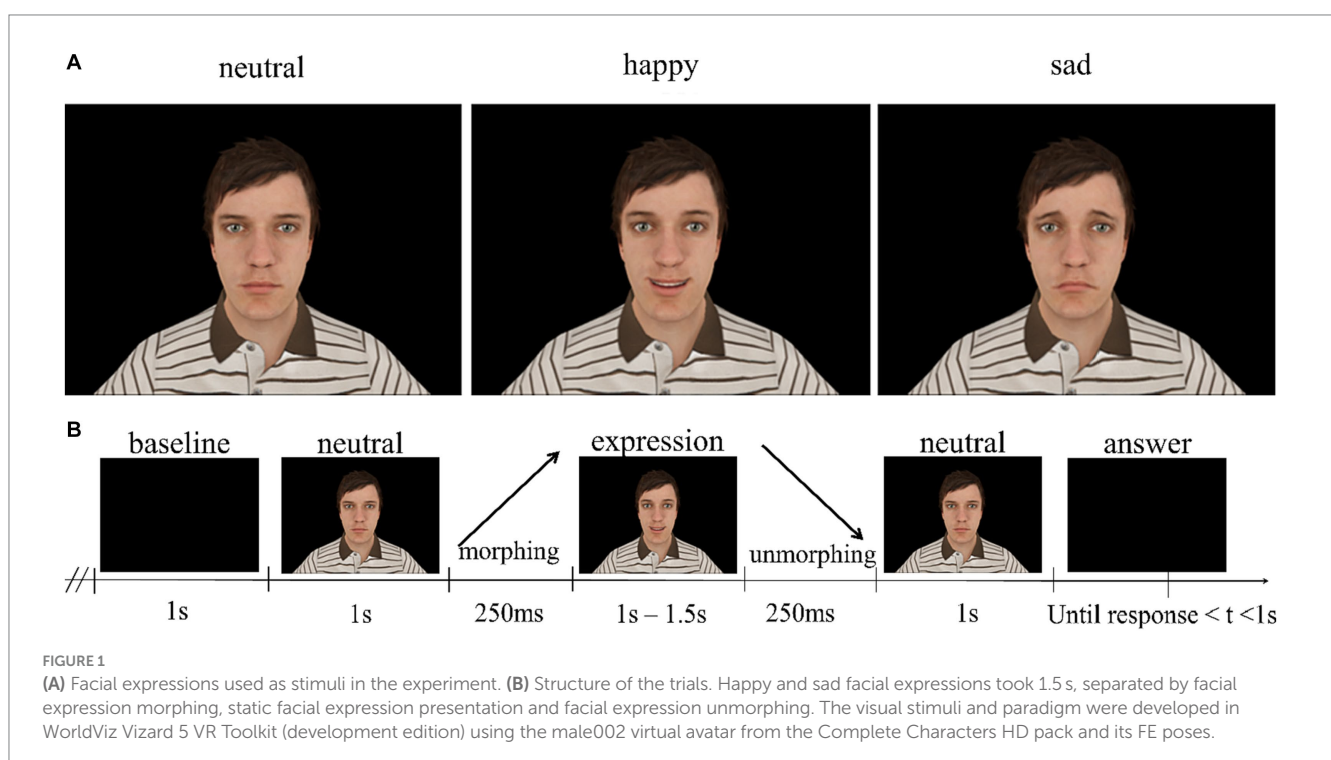 A
neutral happy sad
B
baseline neutral expression neutral answer
morphing unmorphing
1s 1s 250ms 1s – 1.5s 250ms 1s Until response < t <1s
FIGURE 1
(A) Facial expressions used as stimuli in the experiment. (B) Structure of the trials. Happy and sad facial expressions took 1.5 s, separated by facial
expression morphing, static facial expression presentation and facial expression unmorphing. The visual stimuli and paradigm were developed in
WorldViz Vizard 5 VR Toolkit (development edition) using the male002 virtual avatar from the Complete Characters HD pack and its FE poses.